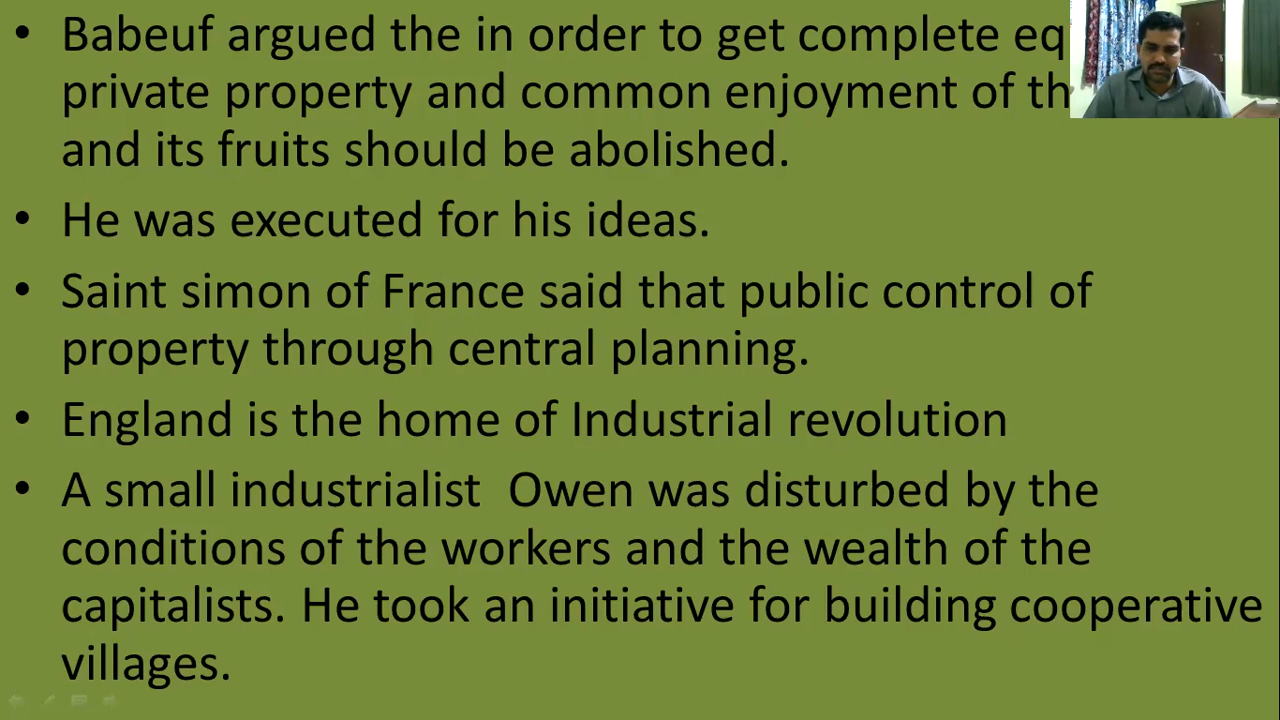 • Babeuf argued the in order to get complete eq
private property and common enjoyment of th
and its fruits should be abolished.
• He was executed for his ideas.
• Saint simon of France said that public control of
property through central planning.
• England is the home of Industrial revolution
• A small industrialist  Owen was disturbed by the
conditions of the workers and the wealth of the
capitalists. He took an initiative for building cooperative
villages.